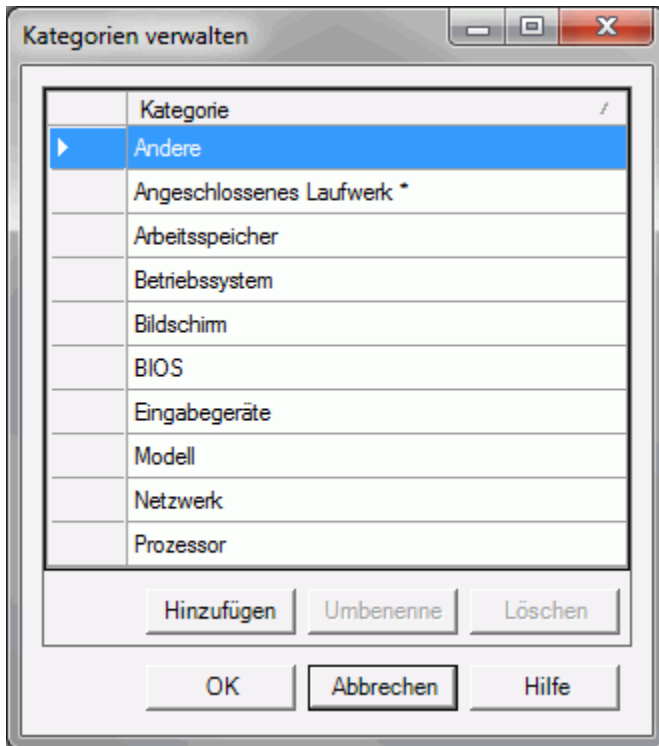 Kategorien verwalten
Kategorie
Andere
Angeschlossenes Laufwerk *
Arbeitsspeicher
Betriebssystem
Bildschirm
BIOS
Eingabegeräte
Modell
Netzwerk
Prozessor
Hinzufügen Umbenenne Löschen
OK Abbrechen Hilfe